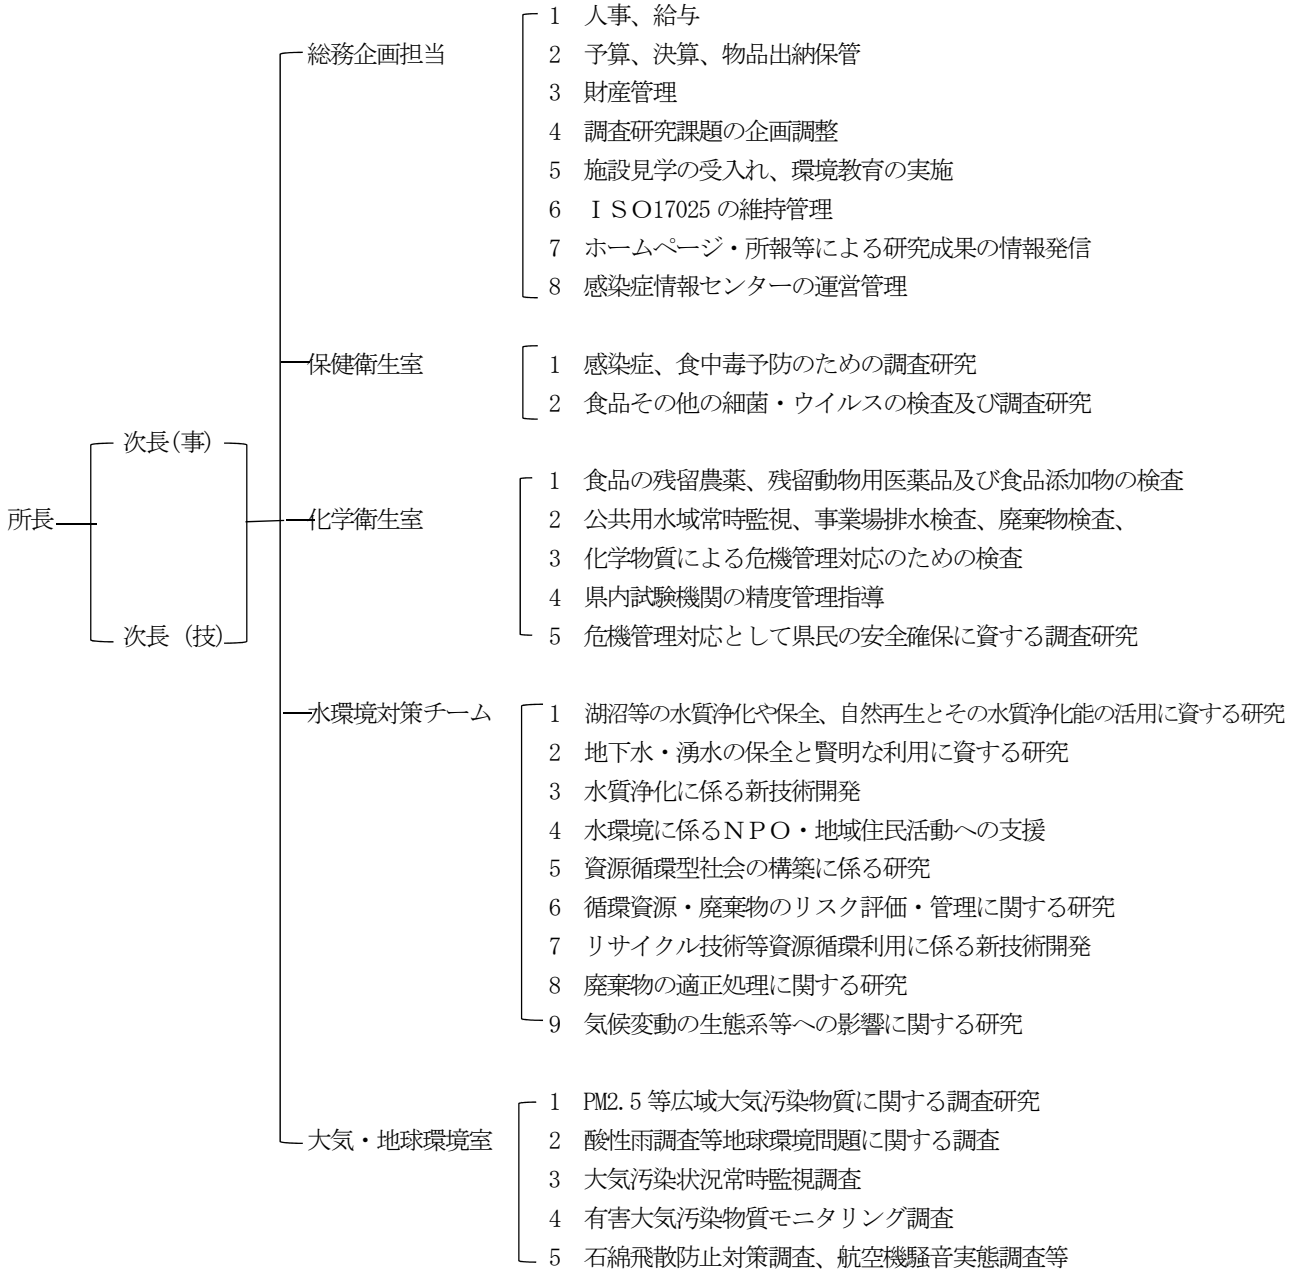 所長
次長(事)
次長 (技)
総務企画担当
1 人事、給与
2 予算、決算、物品出納保管
3 財産管理
4 調査研究課題の企画調整
5 施設見学の受入れ、環境教育の実施
6 ＩＳＯ17025 の維持管理
7 ホームページ・所報等による研究成果の情報発信
8 感染症情報センターの運営管理
保健衛生室
1 感染症、食中毒予防のための調査研究
2 食品その他の細菌・ウイルスの検査及び調査研究
化学衛生室
1 食品の残留農薬、残留動物用医薬品及び食品添加物の検査
2 公共用水域常時監視、事業場排水検査、廃棄物検査、
3 化学物質による危機管理対応のための検査
4 県内試験機関の精度管理指導
5 危機管理対応として県民の安全確保に資する調査研究
水環境対策チーム
1 湖沼等の水質浄化や保全、自然再生とその水質浄化能の活用に資する研究
2 地下水・湧水の保全と賢明な利用に資する研究
3 水質浄化に係る新技術開発
4 水環境に係るＮＰＯ・地域住民活動への支援
5 資源循環型社会の構築に係る研究
6 循環資源・廃棄物のリスク評価・管理に関する研究
7 リサイクル技術等資源循環利用に係る新技術開発
8 廃棄物の適正処理に関する研究
9 気候変動の生態系等への影響に関する研究
大気・地球環境室
1 PM2.5 等広域大気汚染物質に関する調査研究
2 酸性雨調査等地球環境問題に関する調査
3 大気汚染状況常時監視調査
4 有害大気汚染物質モニタリング調査
5 石綿飛散防止対策調査、航空機騒音実態調査等